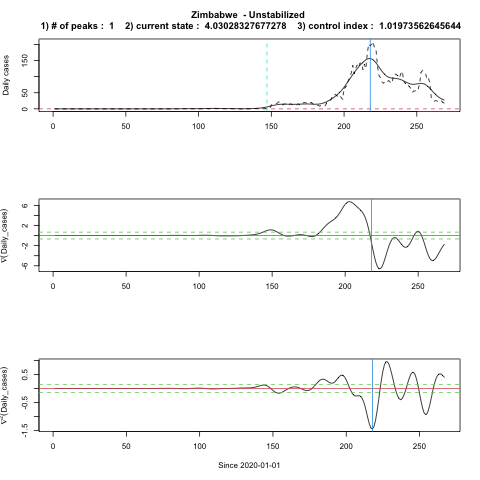 Zimbabwe - Unstabilized
1) # of peaks : 1 2) current state : 4.03028327677278 3) control index : 1.01973562645644
Daily cases
0 50 150
0 50 100 150 200 250
∇(Daily_cases)
-6 -2 2 6
0 50 100 150 200 250
∇²(Daily_cases)
-1.5 -0.5 0.5
0 50 100 150 200 250
Since 2020-01-01